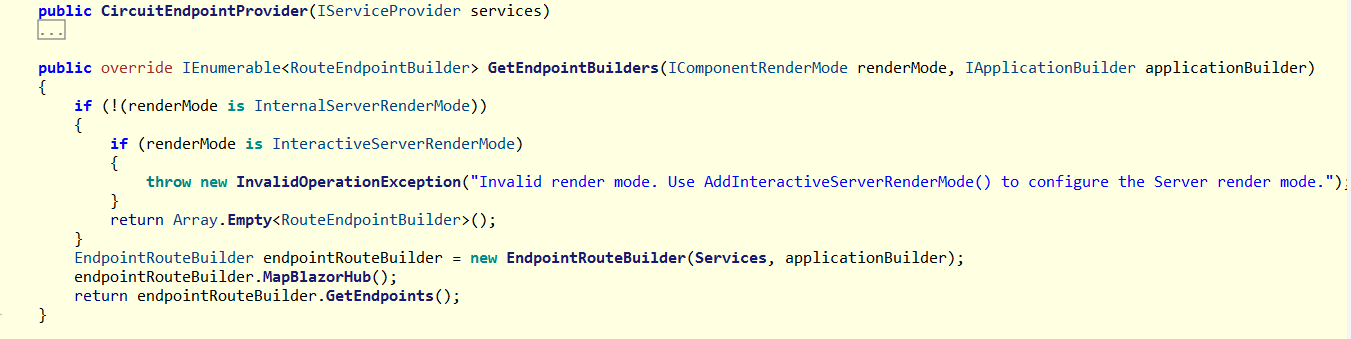 public CircuitEndpointProvider(IServiceProvider services)
...
public override IEnumerable<RouteEndpointBuilder> GetEndpointBuilders(IComponentRenderMode renderMode, IApplicationBuilder applicationBuilder)
{
if (!(renderMode is InternalServerRenderMode))
{
if (renderMode is InteractiveServerRenderMode)
{
throw new InvalidOperationException("Invalid render mode. Use AddInteractiveServerRenderMode() to configure the Server render mode.");
}
return Array.Empty<RouteEndpointBuilder>();
}
EndpointRouteBuilder endpointRouteBuilder = new EndpointRouteBuilder(Services, applicationBuilder);
endpointRouteBuilder.MapBlazorHub();
return endpointRouteBuilder.GetEndpoints();
}